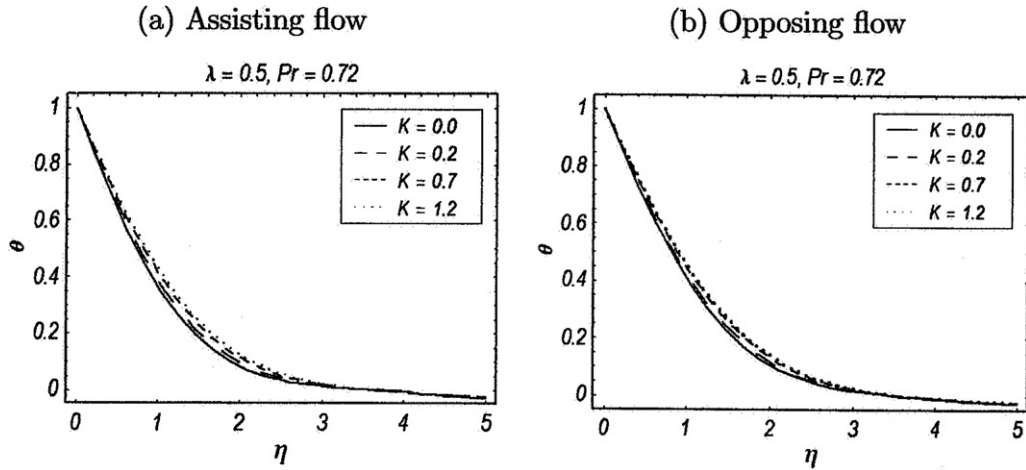 (a) Assisting flow
λ = 0.5, Pr = 0.72
1
0.8
0.6
0.4
0.2
0
θ
K = 0.0
K = 0.2
K = 0.7
K = 1.2
0 1 2 3 4 5
η
(b) Opposing flow
λ = 0.5, Pr = 0.72
1
0.8
0.6
0.4
0.2
0
θ
K = 0.0
K = 0.2
K = 0.7
K = 1.2
0 1 2 3 4 5
η